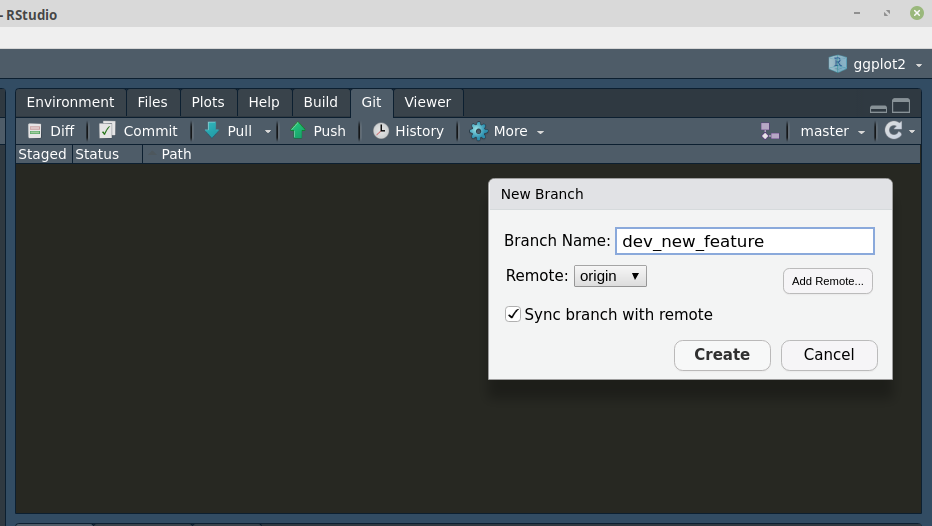 - RStudio
ggplot2
Environment Files Plots Help Build Git Viewer
Diff Commit Pull Push History More master
Staged Status Path
New Branch
Branch Name: dev_new_feature
Remote: origin Add Remote...
Sync branch with remote
Create Cancel